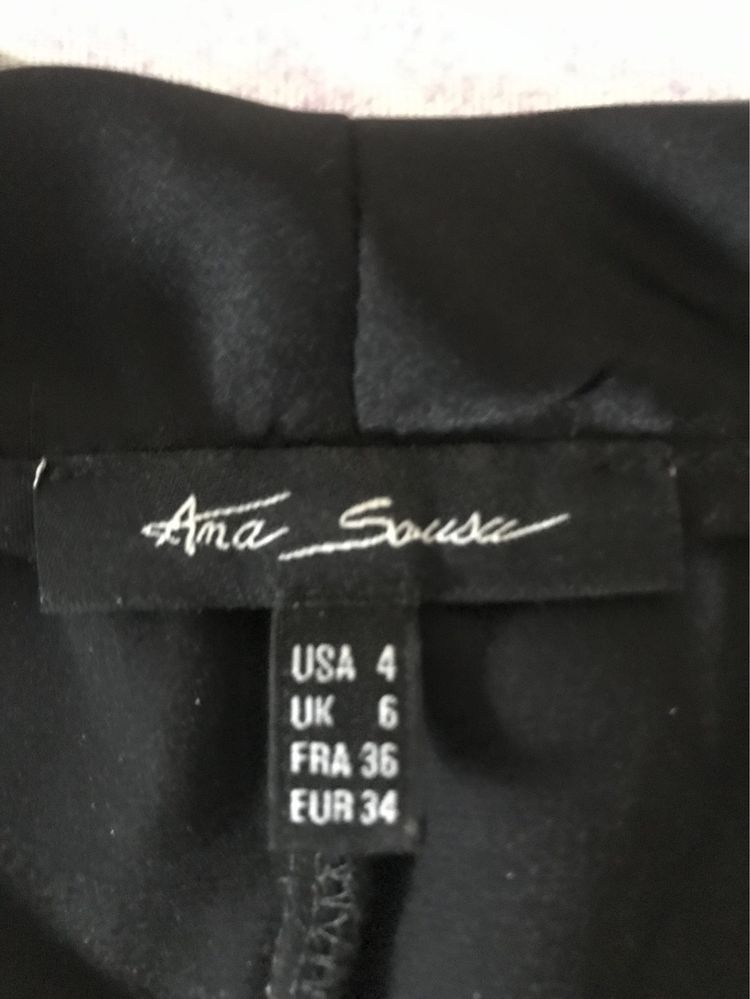 Ana Sousa
USA 4
UK 6
FRA 36
EUR 34